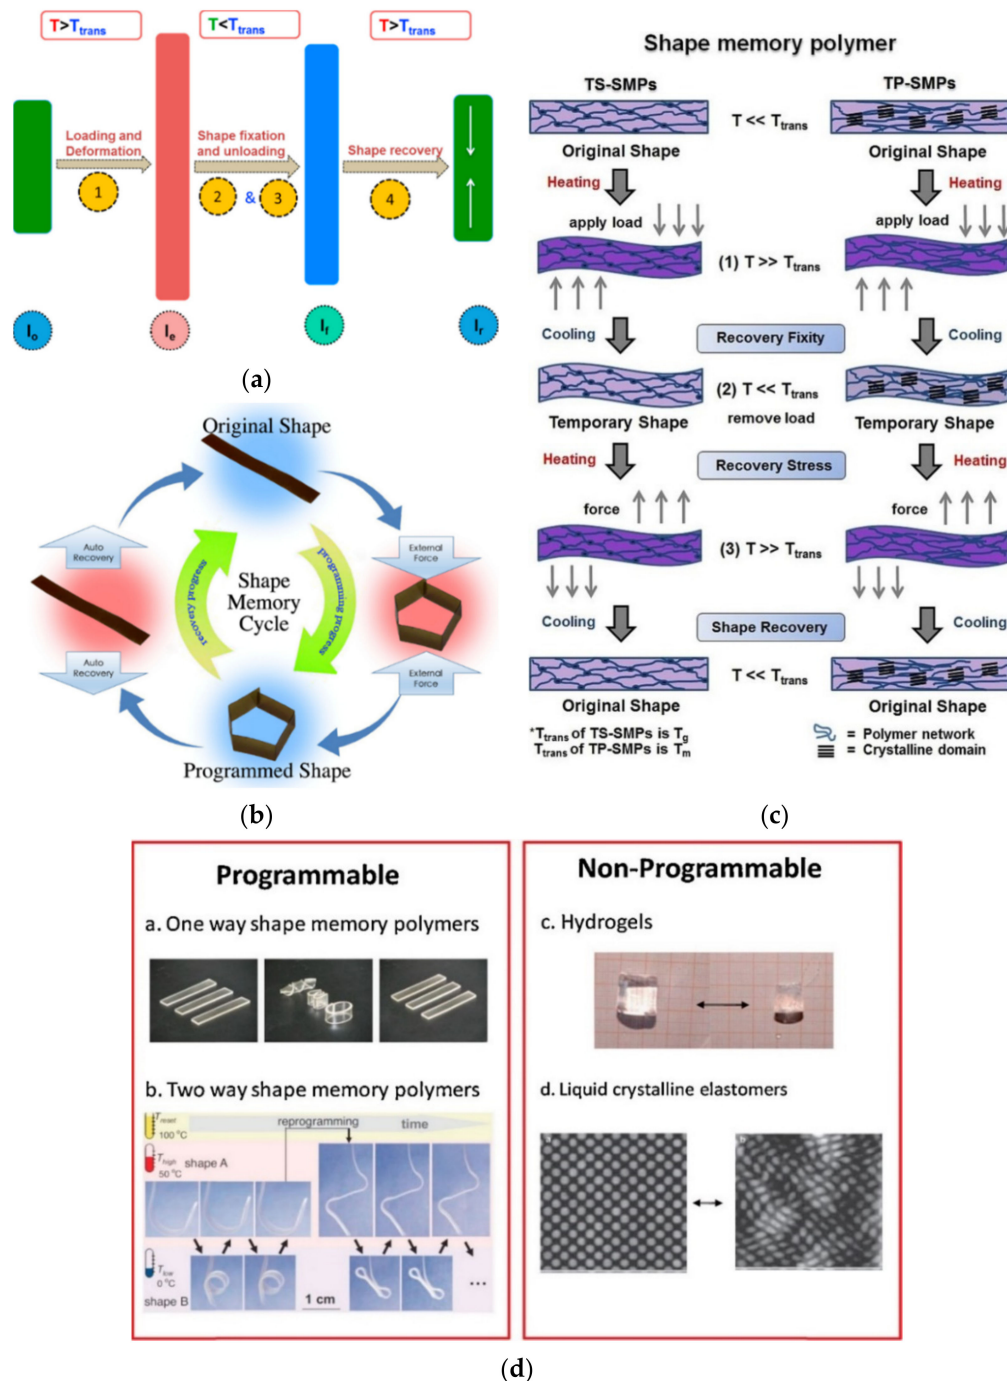 T>Ttrans
T<Ttrans
T>Ttrans
Loading and
Deformation
Shape fixation
and unloading
Shape recovery
1
2 & 3
4
lo
le
lf
lr
(a)
Original Shape
Auto
Recovery
External
Force
recovery progress
Shape
Memory
Cycle
programming progress
Auto
Recovery
External
Force
Programmed Shape
(b)
Shape memory polymer
TS-SMPs
TP-SMPs
T << Ttrans
Original Shape
Original Shape
Heating
Heating
apply load
apply load
(1) T >> Ttrans
Cooling
Recovery Fixity
Cooling
(2) T << Ttrans
Temporary Shape
remove load
Temporary Shape
Heating
Recovery Stress
Heating
force
force
(3) T >> Ttrans
Cooling
Shape Recovery
Cooling
T << Ttrans
Original Shape
Original Shape
*Ttrans of TS-SMPs is Tg
Ttrans of TP-SMPs is Tm
= Polymer network
= Crystalline domain
(c)
Programmable
a. One way shape memory polymers
b. Two way shape memory polymers
Treset
100 °C
reprogramming
time
Thigh
50 °C
shape A
Tlow
0 °C
shape B
1 cm
...
Non-Programmable
c. Hydrogels
d. Liquid crystalline elastomers
(d)